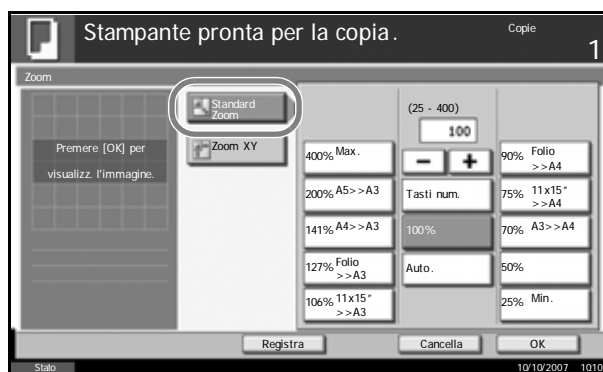 Stampante pronta per la copia.
Copie
1
Zoom
Premere [OK] per
visualizz. l'immagine.
Standard
Zoom
Zoom XY
(25 - 400)
100
400% Max.
200% A5>>A3
141% A4>>A3
127% Folio
>>A3
106% 11x15"
>>A3
− +
Tasti num.
100%
Auto.
90% Folio
>>A4
75% 11x15"
>>A4
70% A3>>A4
50%
25% Min.
Registra
Cancella
OK
Stato
10/10/2007 1010